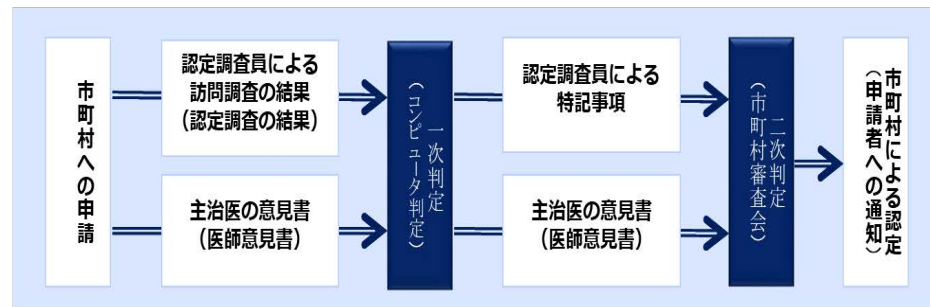 市町村への申請
認定調査員による
訪問調査の結果
(認定調査の結果)
主治医の意見書
(医師意見書)
一次判定
(コンピュータ判定)
認定調査員による
特記事項
主治医の意見書
(医師意見書)
二次判定
(市町村審査会)
市町村による認定
(申請者への通知)